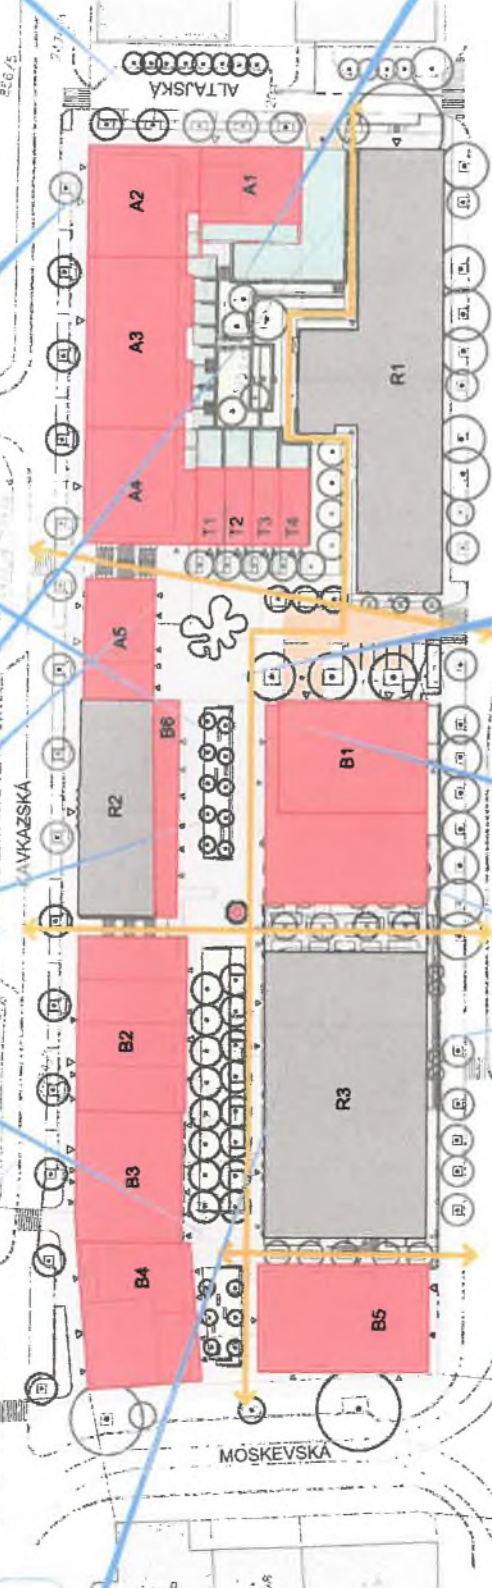 ALTAJSKÁ
A2
A1
A3
R1
A4
T1
T2
T3
T4
A5
B6
R2
B1
KAVKAZSKÁ
B2
R3
B3
B4
B5
MOSKEVSKÁ